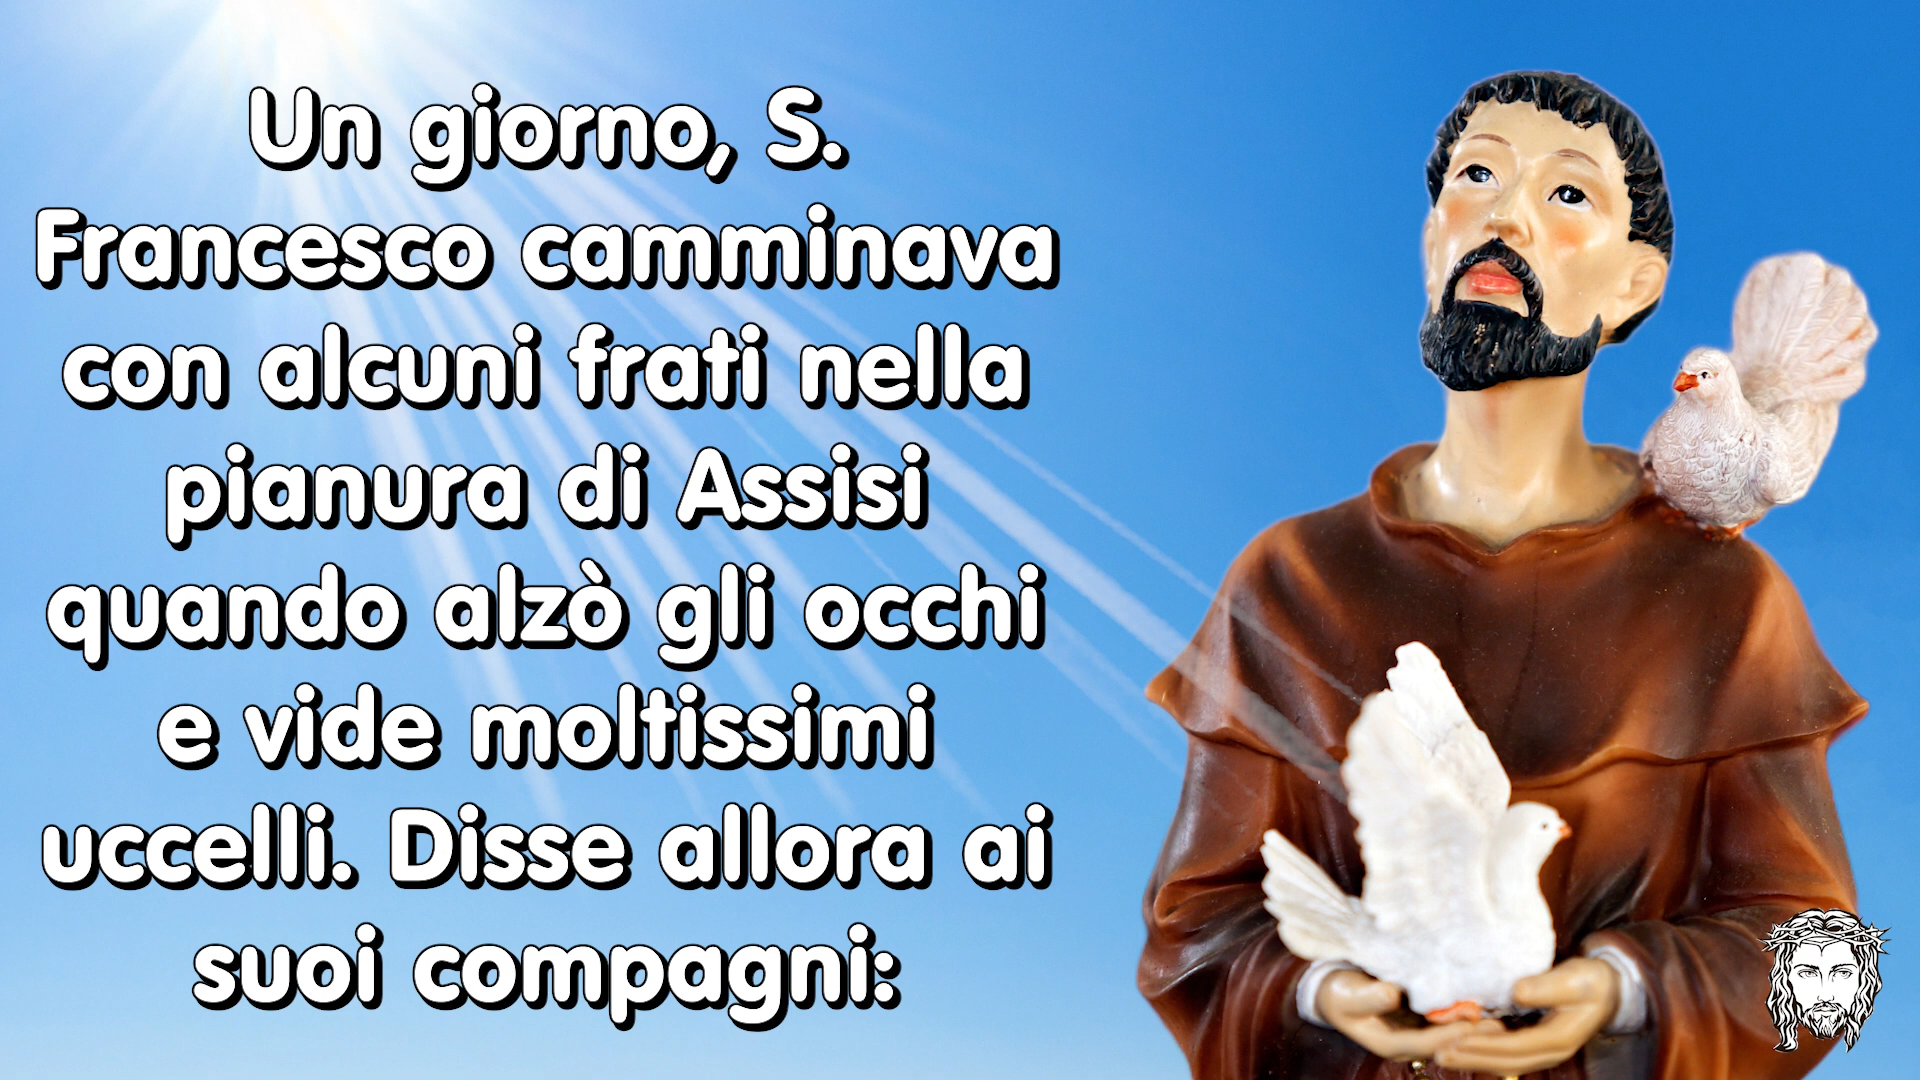 Un giorno, S.
Francesco camminava
con alcuni frati nella
pianura di Assisi
quando alzò gli occhi
e vide moltissimi
uccelli. Disse allora ai
suoi compagni: